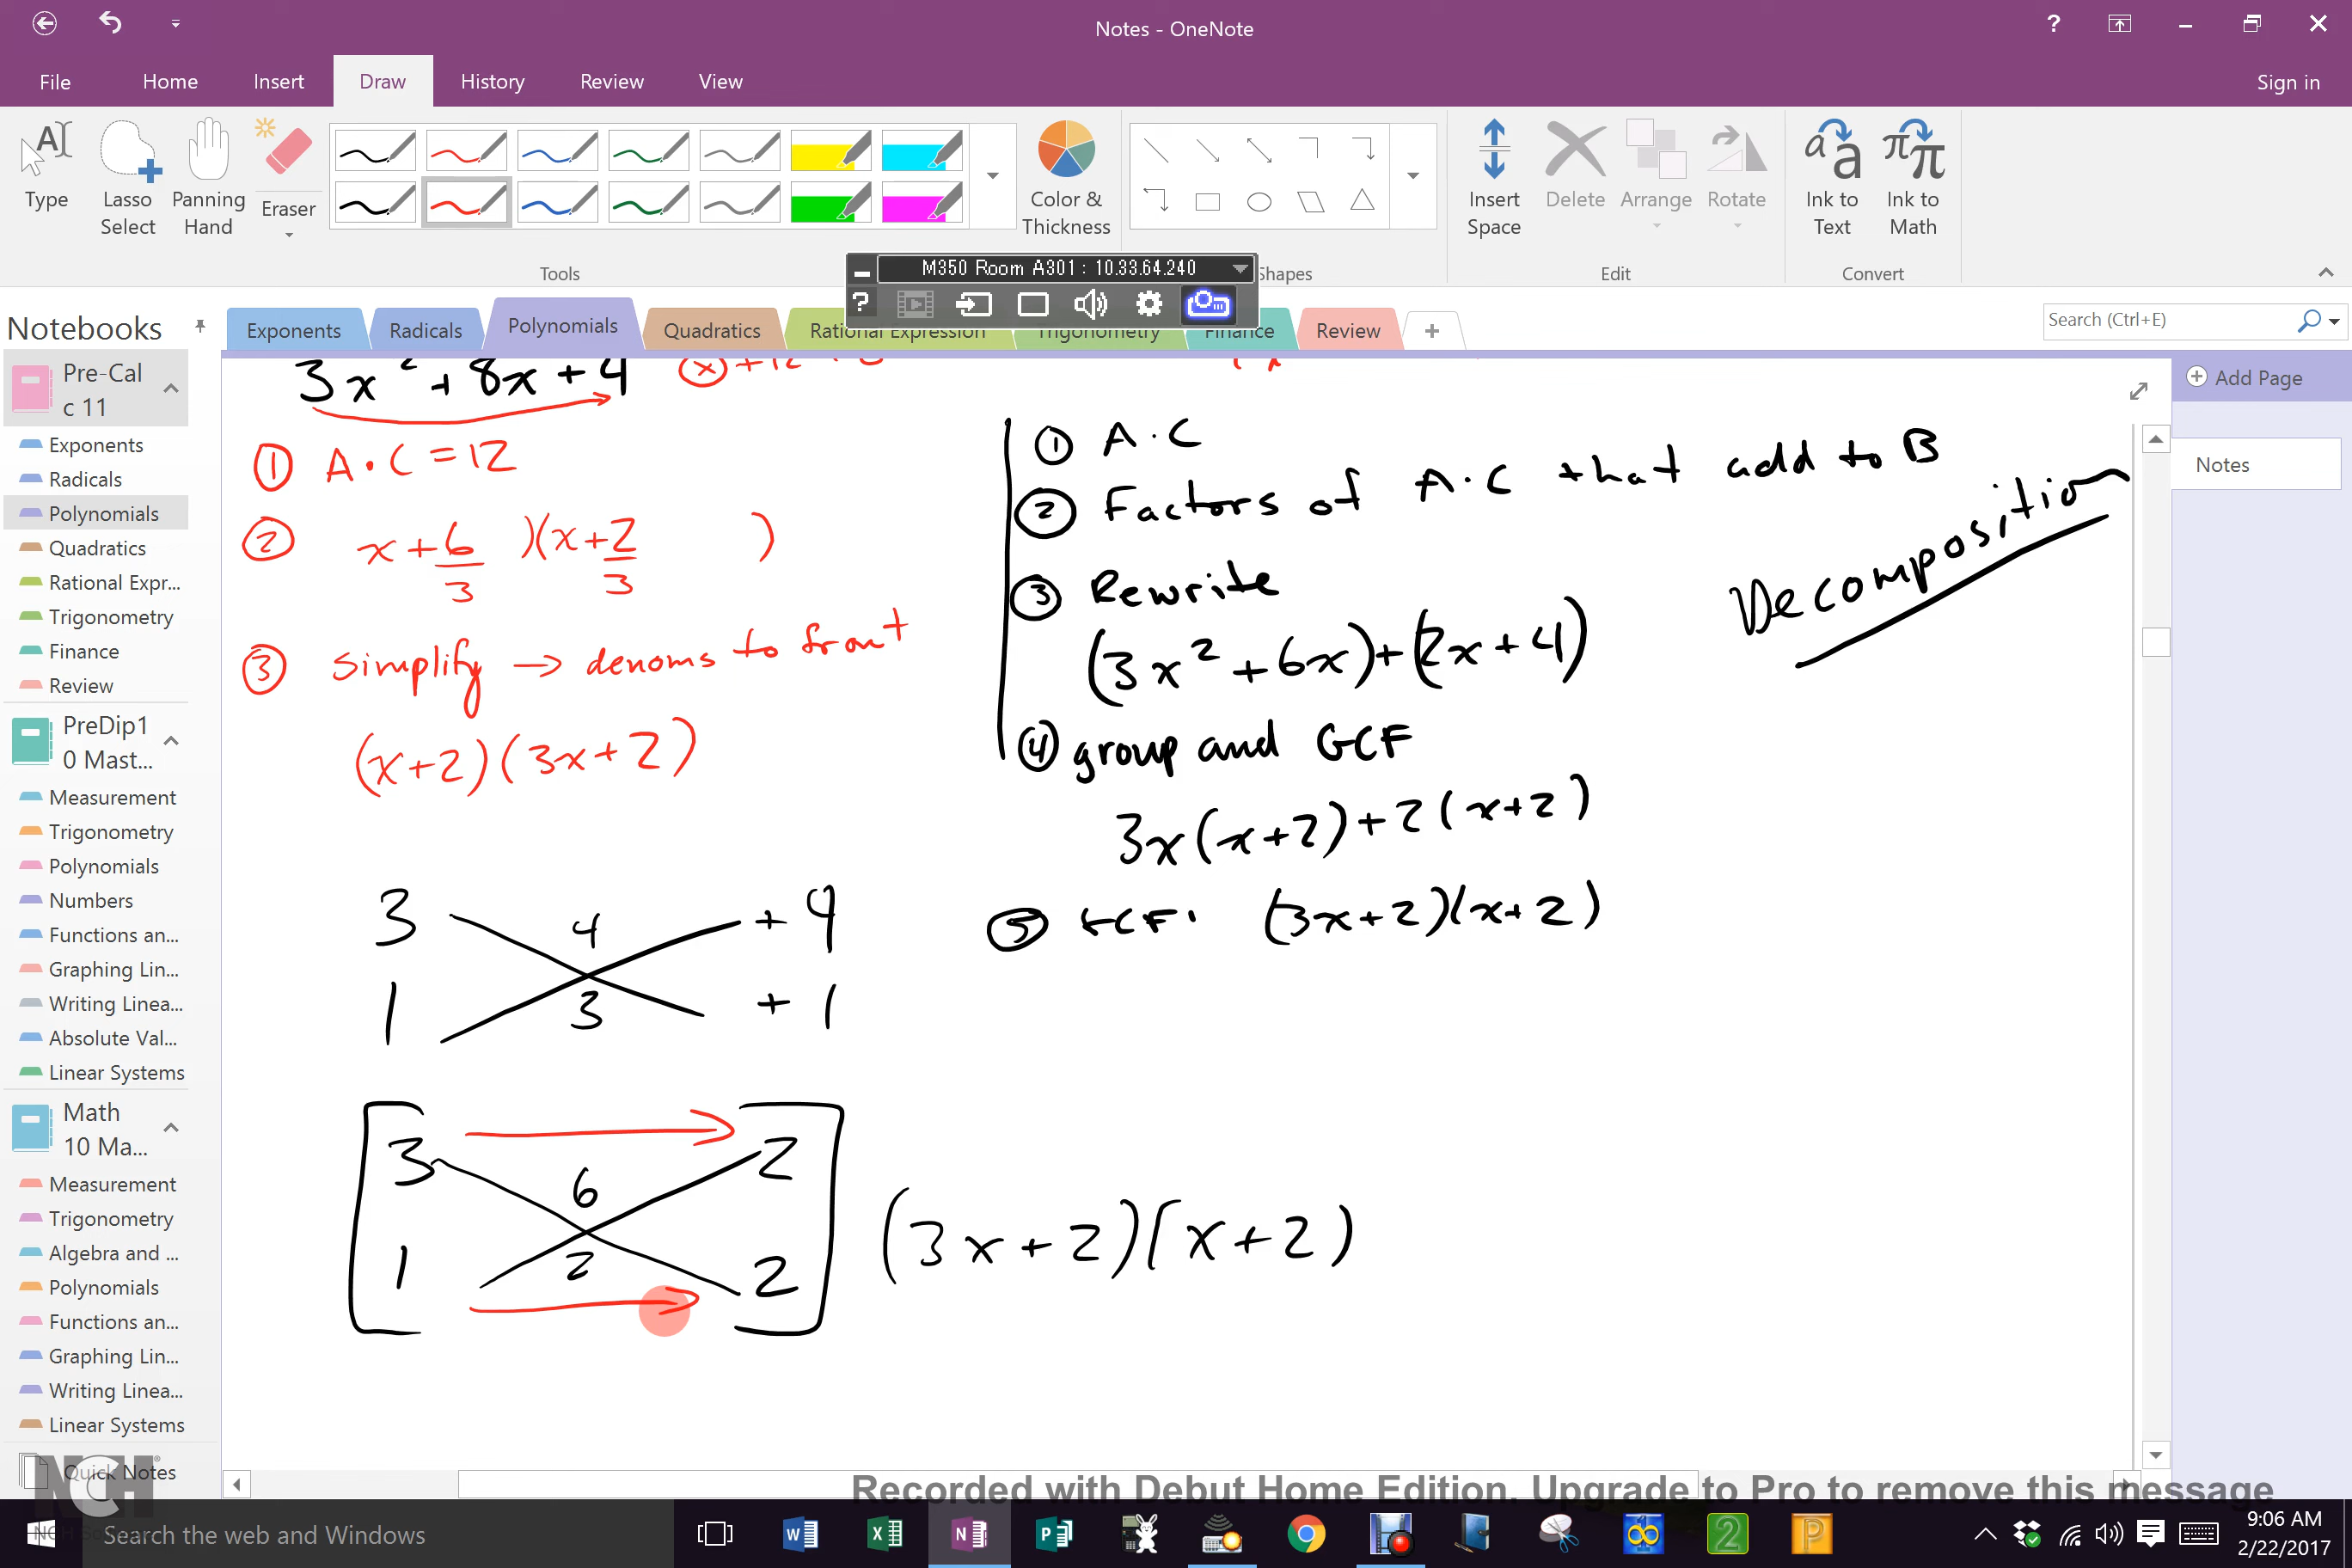 Notes - OneNote
File Home Insert Draw History Review View Sign in
Type Lasso Select Panning Hand Eraser
Color & Thickness
Insert Space Delete Arrange Rotate
Ink to Text Ink to Math
Tools Shapes Edit Convert
M350 Room A301 : 10.33.64.240
Notebooks
Exponents Radicals Polynomials Quadratics Rational Expression Trigonometry Finance Review +
Search (Ctrl+E)
Add Page
Notes
Pre-Cal
c 11
Exponents
Radicals
Polynomials
Quadratics
Rational Expr...
Trigonometry
Finance
Review
PreDip1
0 Mast...
Measurement
Trigonometry
Polynomials
Numbers
Functions an...
Graphing Lin...
Writing Linea...
Absolute Val...
Linear Systems
Math
10 Ma...
Measurement
Trigonometry
Algebra and ...
Polynomials
Functions an...
Graphing Lin...
Writing Linea...
Linear Systems
Quick Notes
3x² + 8x + 4
① A·C = 12
② x + 6/3 )(x + 2/3 )
③ simplify → denoms to front
(x+2)(3x+2)
3 4 + 4
1 3 + 1
3 6 2
1 2 2
(3x+2)(x+2)
① A·C
② Factors of A·C that add to B
③ Rewrite
(3x² + 6x) + (2x + 4)
④ group and GCF
3x(x+2) + 2(x+2)
⑤ (3x+2)(x+2)
Decomposition
Recorded with Debut Home Edition. Upgrade to Pro to remove this message
NCH
Search the web and Windows
9:06 AM
2/22/2017